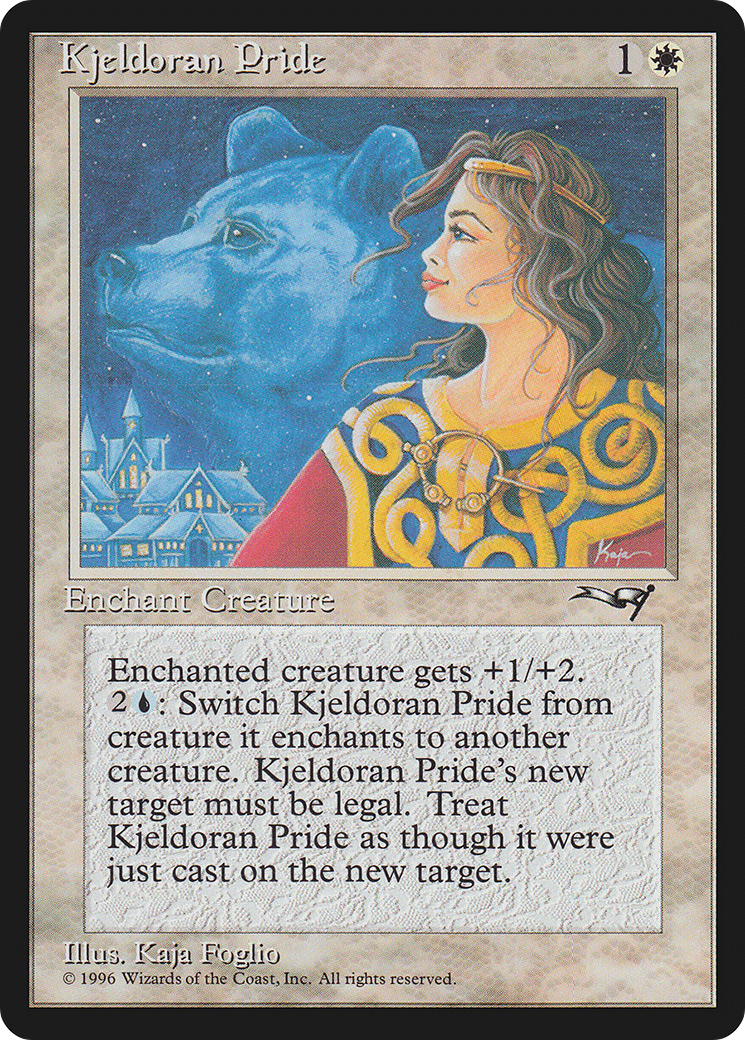 Kjeldoran Pride 1
Kaja
Enchant Creature
Enchanted creature gets +1/+2.
2 : Switch Kjeldoran Pride from
creature it enchants to another
creature. Kjeldoran Pride's new
target must be legal. Treat
Kjeldoran Pride as though it were
just cast on the new target.
Illus. Kaja Foglio
© 1996 Wizards of the Coast, Inc. All rights reserved.